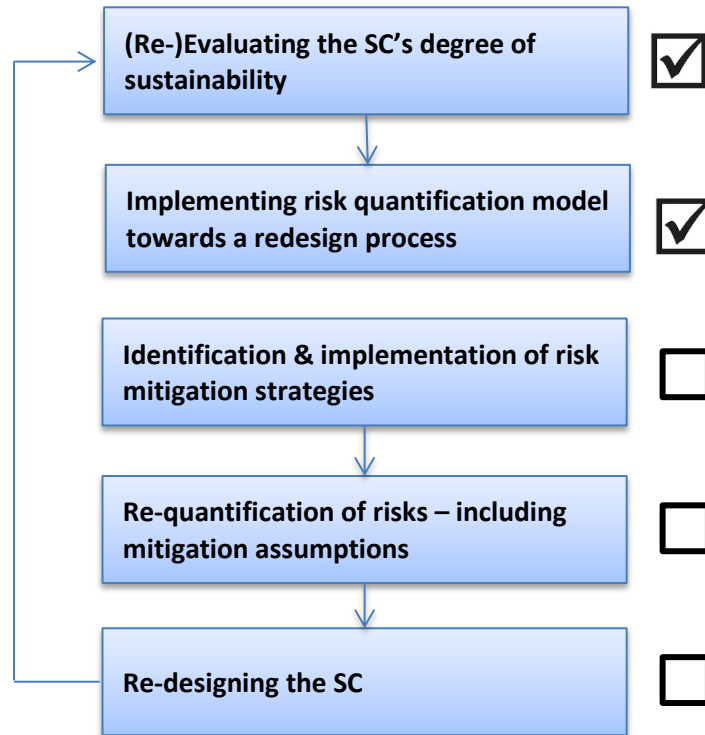 (Re-)Evaluating the SC's degree of
sustainability
Implementing risk quantification model
towards a redesign process
Identification & implementation of risk
mitigation strategies
Re-quantification of risks – including
mitigation assumptions
Re-designing the SC